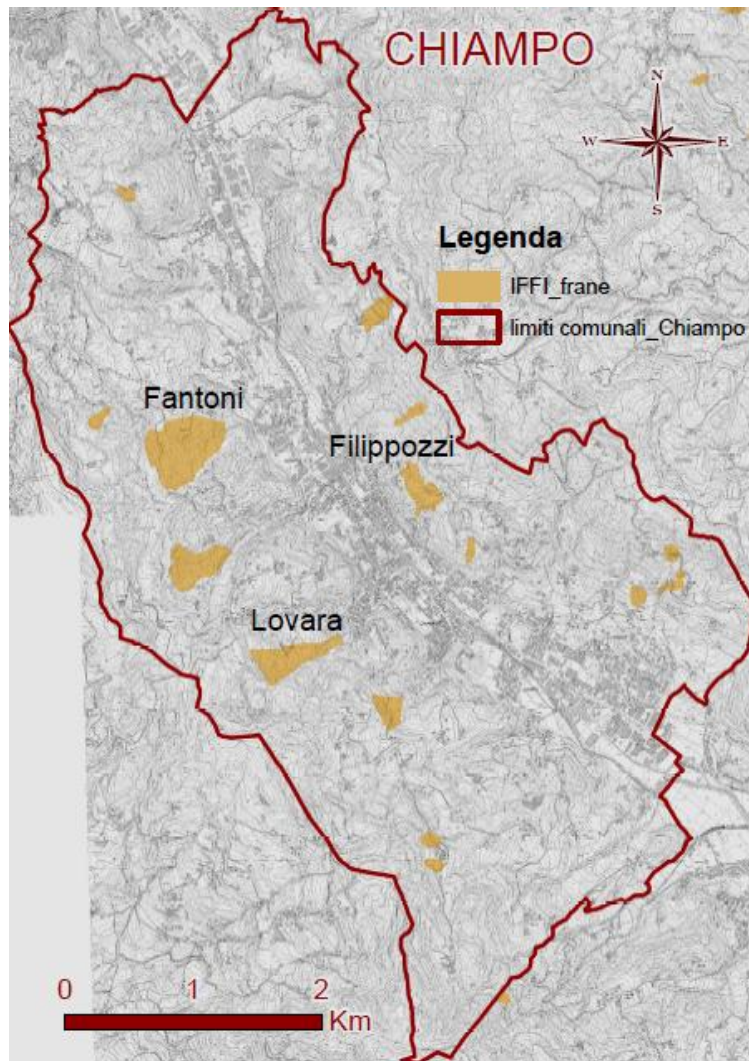 CHIAMPO
N
W E
S
Legenda
IFFI_frane
limiti comunali_Chiampo
Fantoni
Filippozzi
Lovara
0 1 2
Km